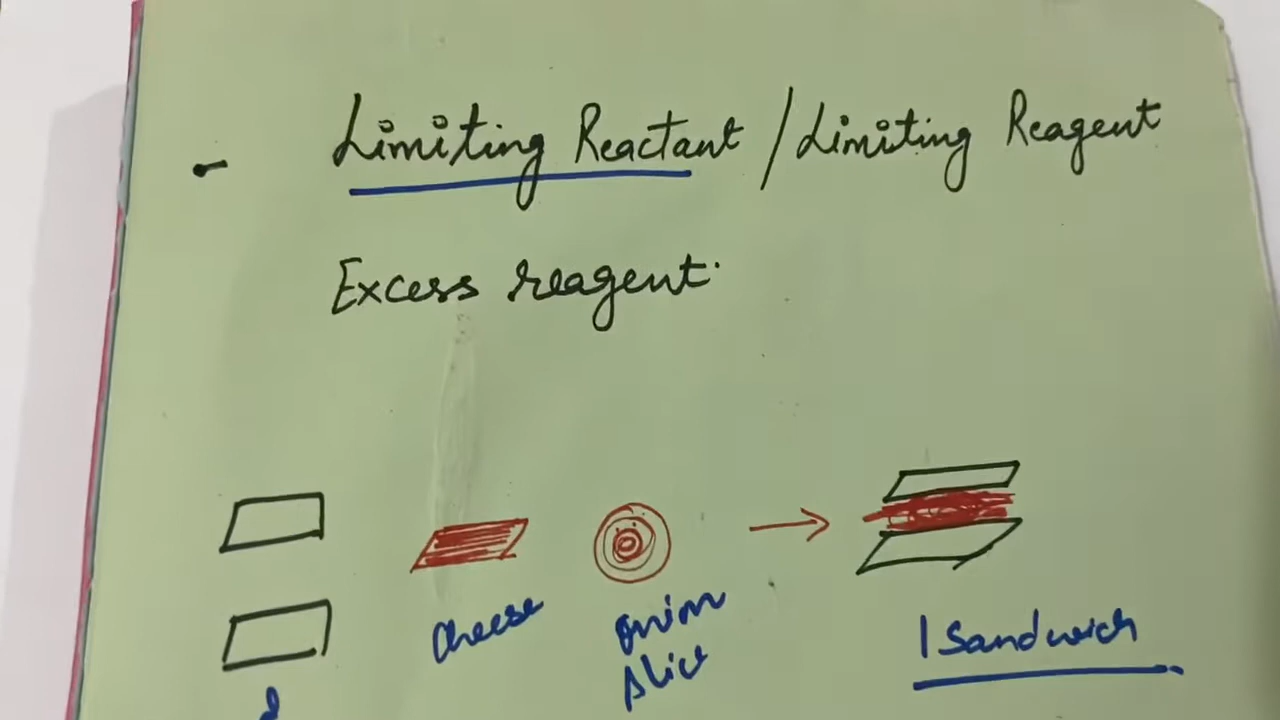 - Limiting Reactant / Limiting Reagent
Excess reagent.
Cheese
onion
slice
1 Sandwich